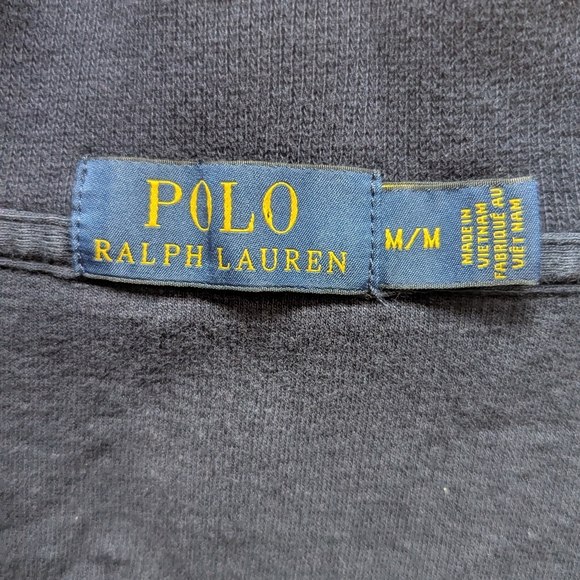 POLO
RALPH LAUREN
M/M
MADE IN
VIETNAM
FABRIQUÉ AU
VIÊT NAM